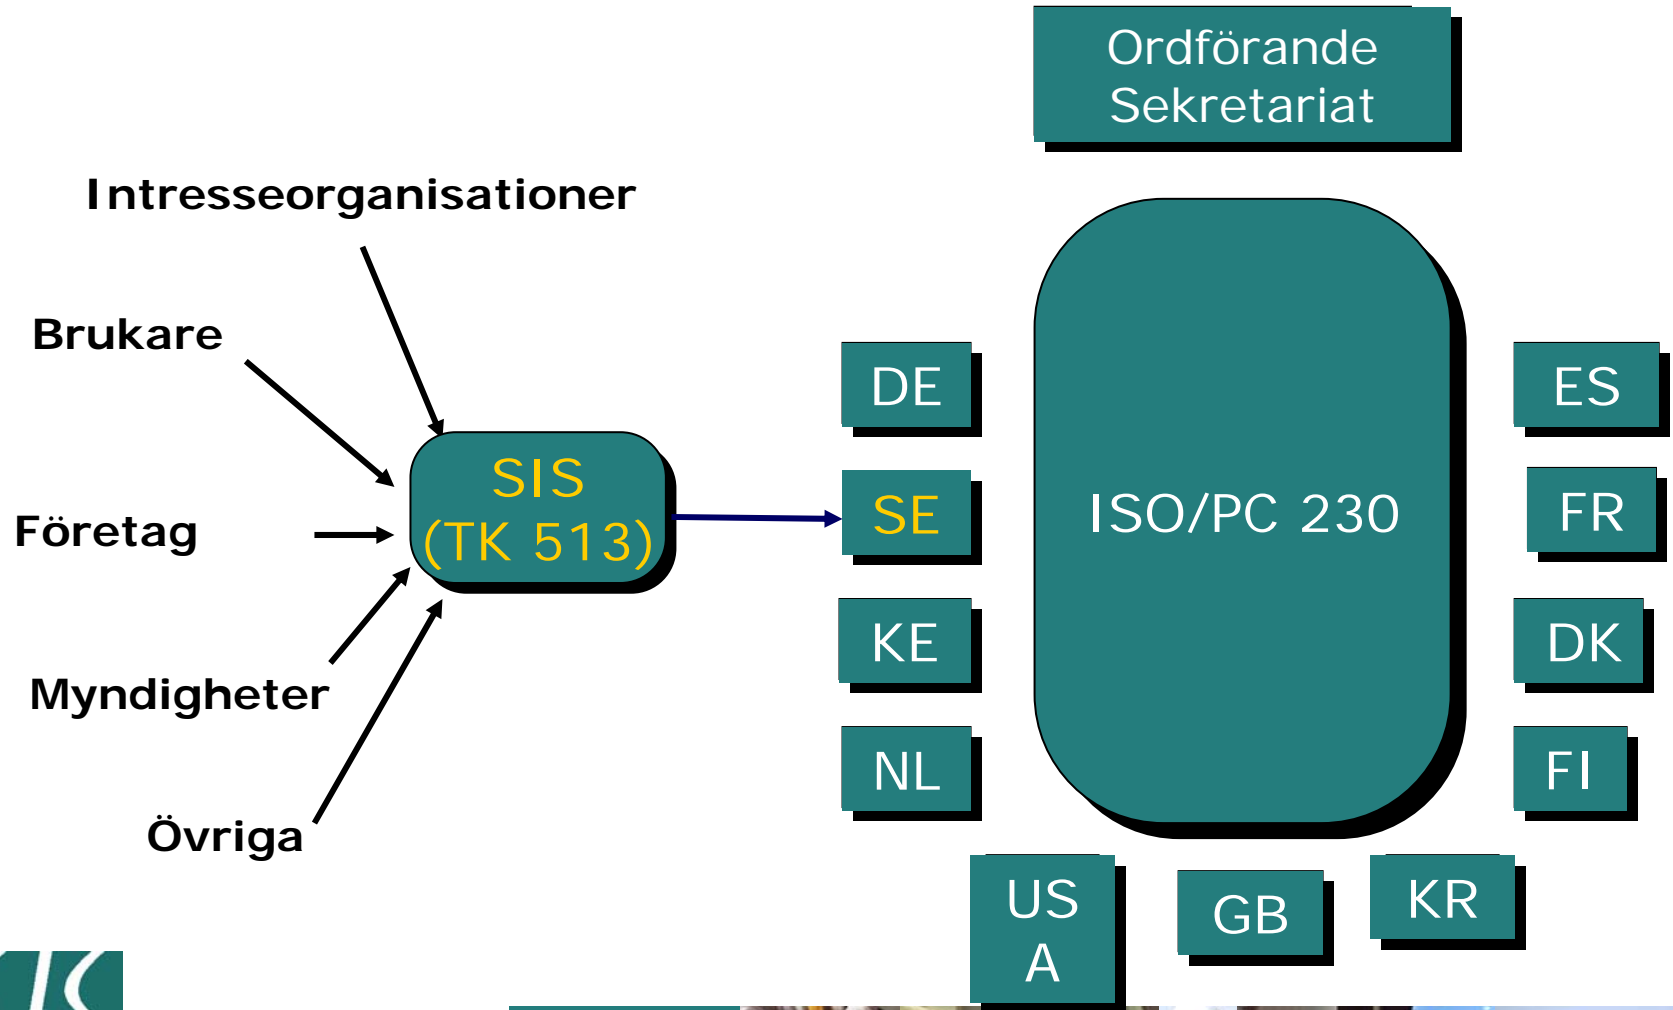 Ordförande
Sekretariat
Intresseorganisationer
Brukare
Företag
Myndigheter
Övriga
SIS
(TK 513)
DE
SE
KE
NL
ISO/PC 230
ES
FR
DK
FI
US
A
GB
KR